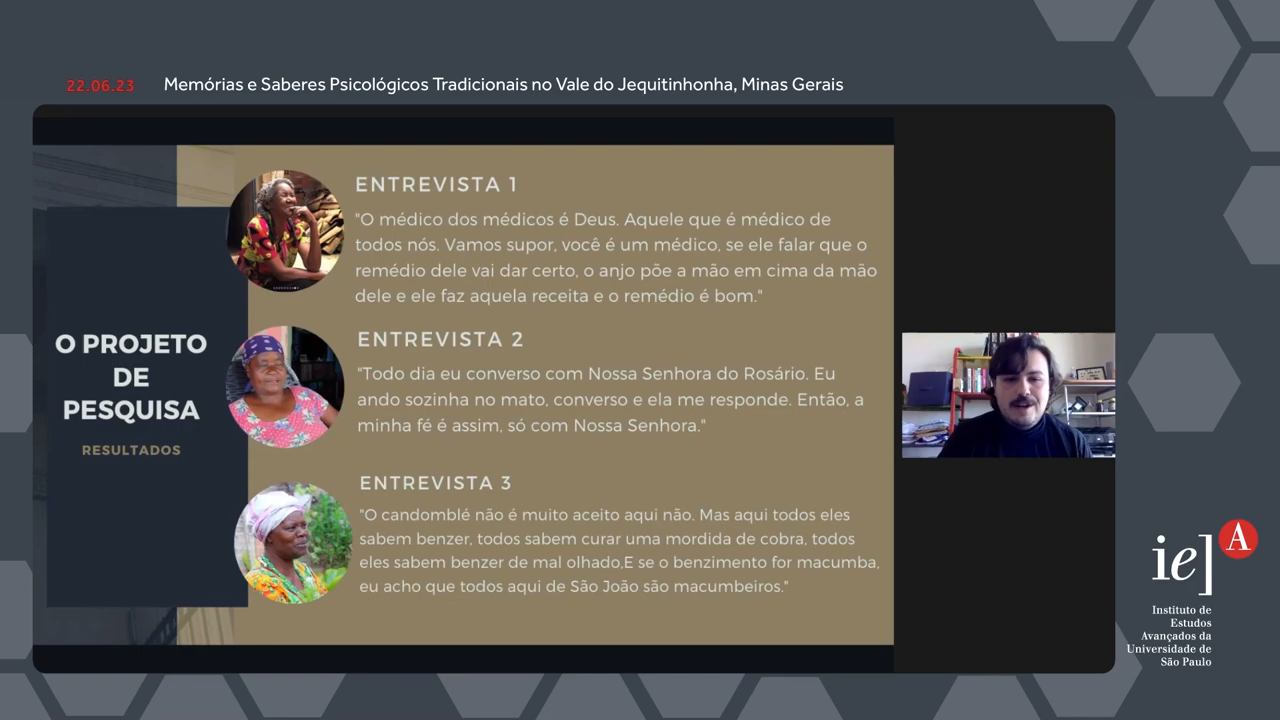 22.06.23 Memórias e Saberes Psicológicos Tradicionais no Vale do Jequitinhonha, Minas Gerais
O PROJETO
DE
PESQUISA
RESULTADOS
ENTREVISTA 1
"O médico dos médicos é Deus. Aquele que é médico de
todos nós. Vamos supor, você é um médico, se ele falar que o
remédio dele vai dar certo, o anjo põe a mão em cima da mão
dele e ele faz aquela receita e o remédio é bom."
ENTREVISTA 2
"Todo dia eu converso com Nossa Senhora do Rosário. Eu
ando sozinha no mato, converso e ela me responde. Então, a
minha fé é assim, só com Nossa Senhora."
ENTREVISTA 3
"O candomblé não é muito aceito aqui não. Mas aqui todos eles
sabem benzer, todos sabem curar uma mordida de cobra, todos
eles sabem benzer de mal olhado,E se o benzimento for macumba,
eu acho que todos aqui de São João são macumbeiros."
ie] A
Instituto de
Estudos
Avançados da
Universidade de
São Paulo